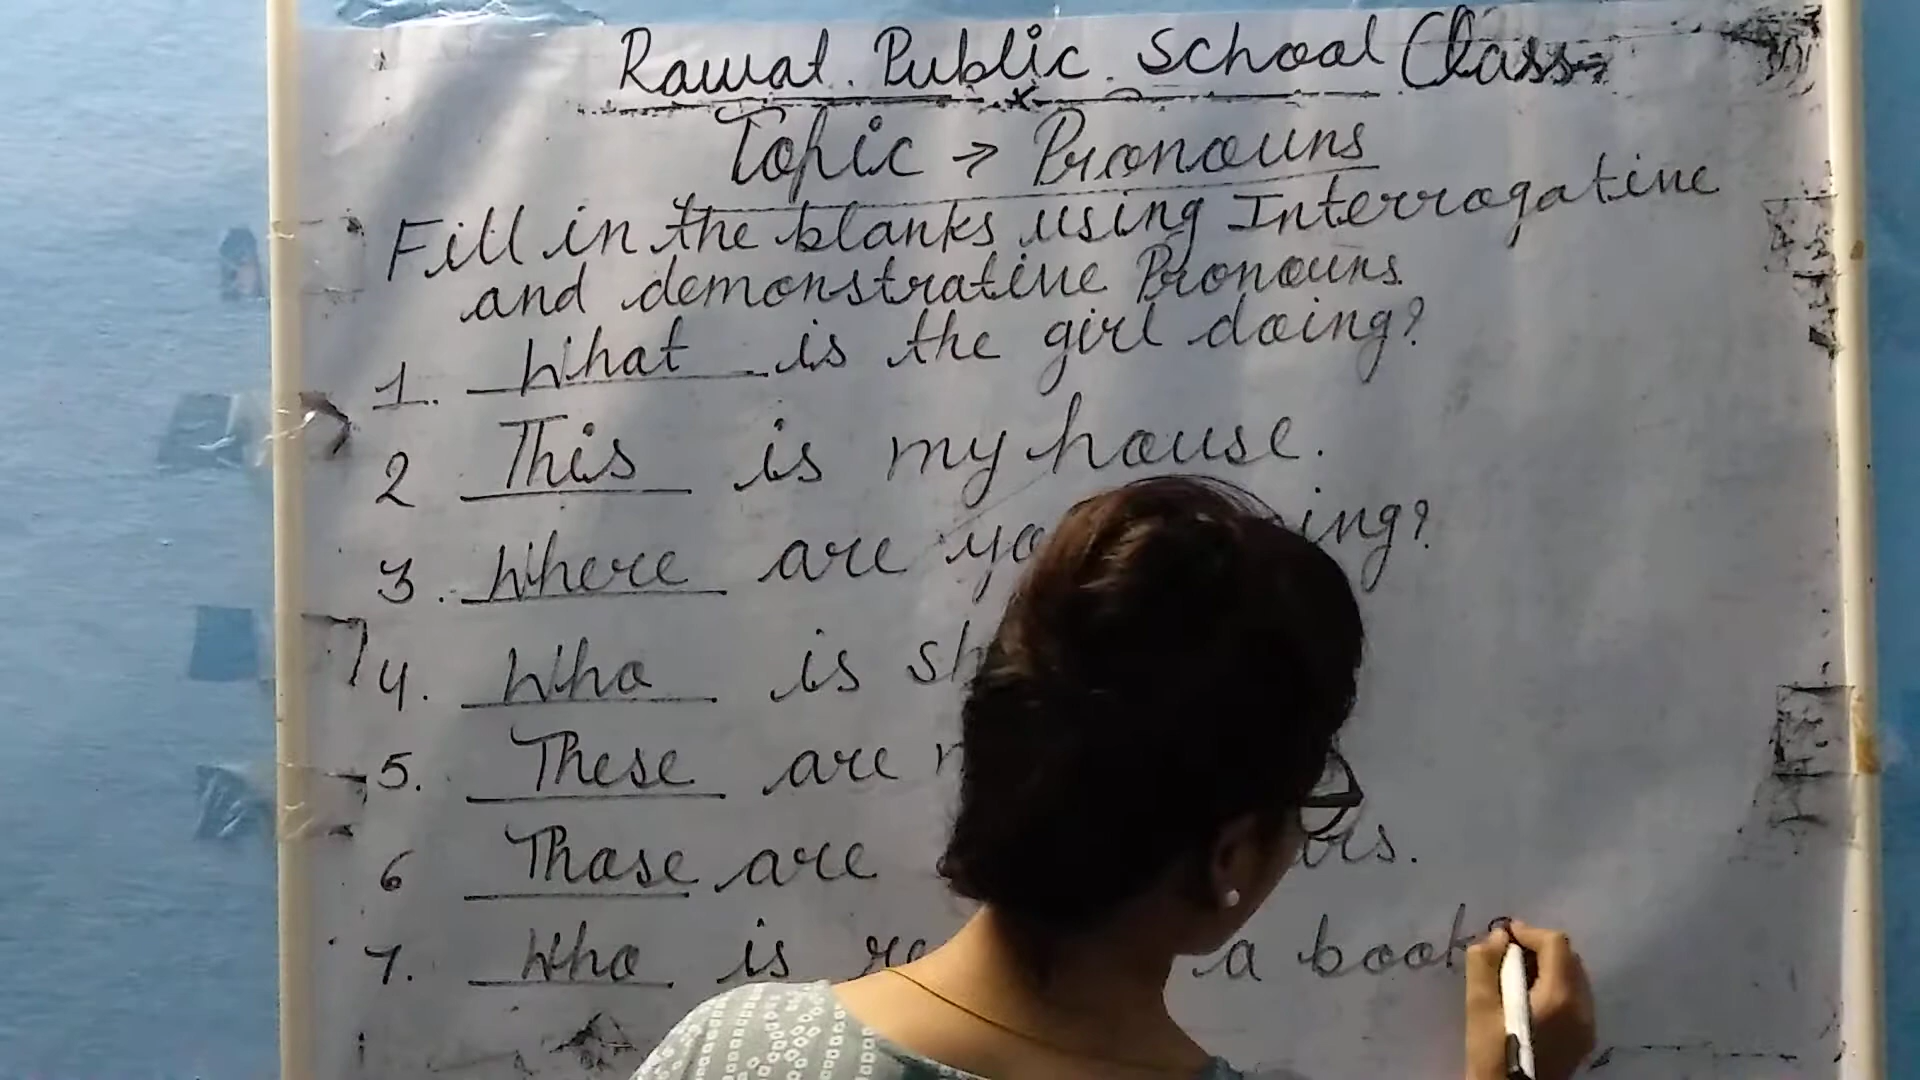 Rawat Public School Class
Topic → Pronouns
Fill in the blanks using Interrogative
and demonstrative Pronouns.
1. What is the girl doing?
2 This is my house.
3. Where are
4. Who is
5. These are
6 Those are
7. Who is a book?